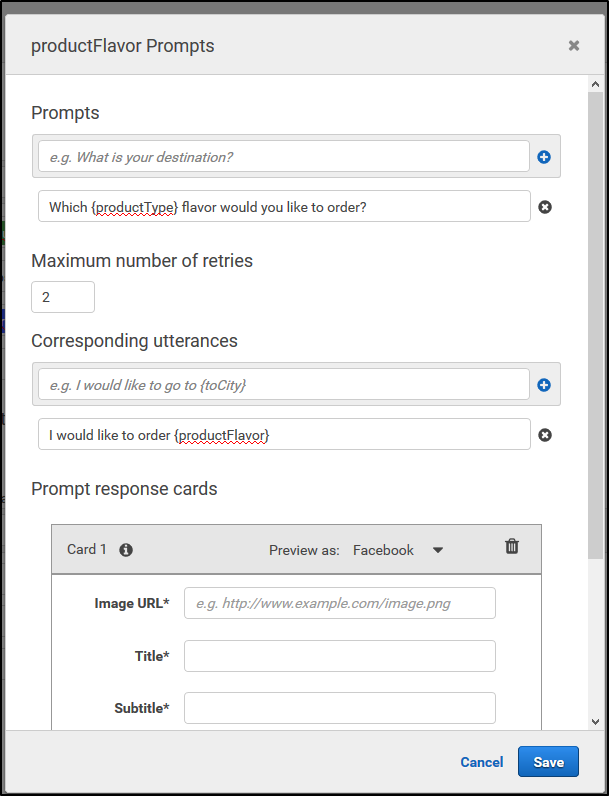 productFlavor Prompts
Prompts
e.g. What is your destination?
Which {productType} flavor would you like to order?
Maximum number of retries
2
Corresponding utterances
e.g. I would like to go to {toCity}
I would like to order {productFlavor}
Prompt response cards
Card 1 Preview as: Facebook
Image URL* e.g. http://www.example.com/image.png
Title*
Subtitle*
Cancel Save